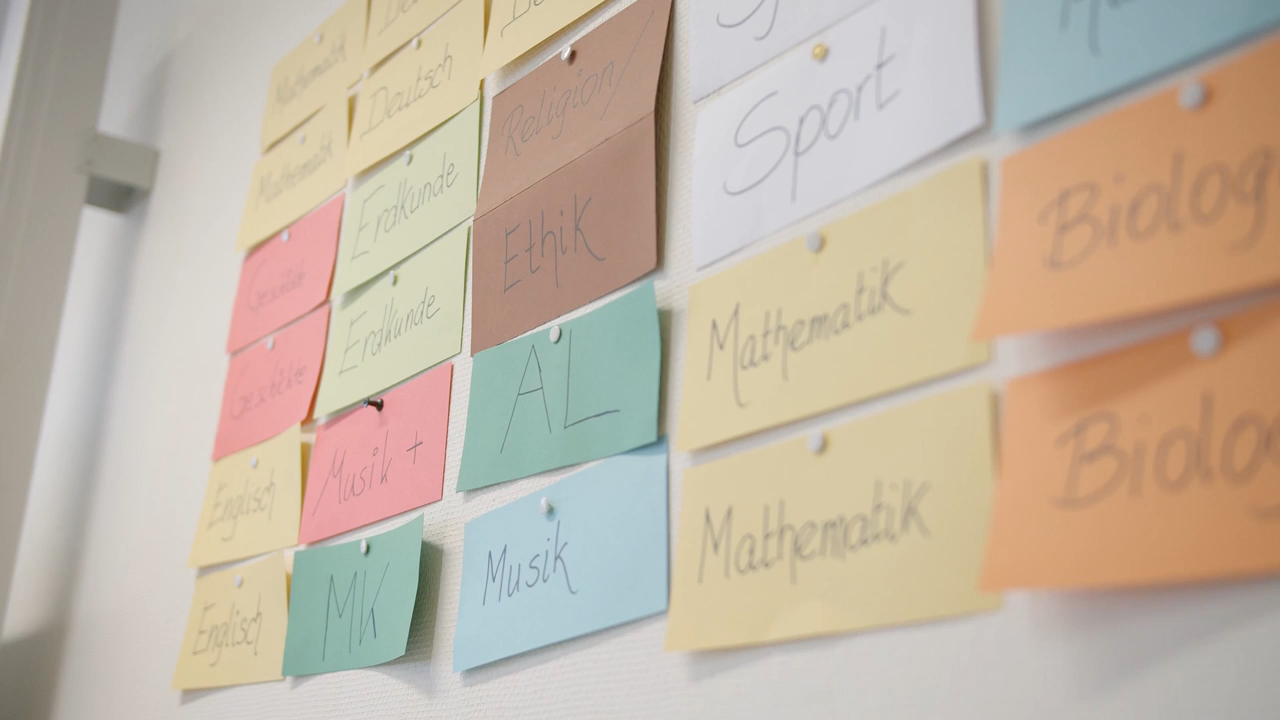 Mathematik
Mathematik
Geschichte
Englisch
Englisch
Deutsch
Erdkunde
Erdkunde
Musik +
MK
Religion/
Ethik
AL
Musik
Sport
Mathematik
Mathematik
Biolog
Biolog